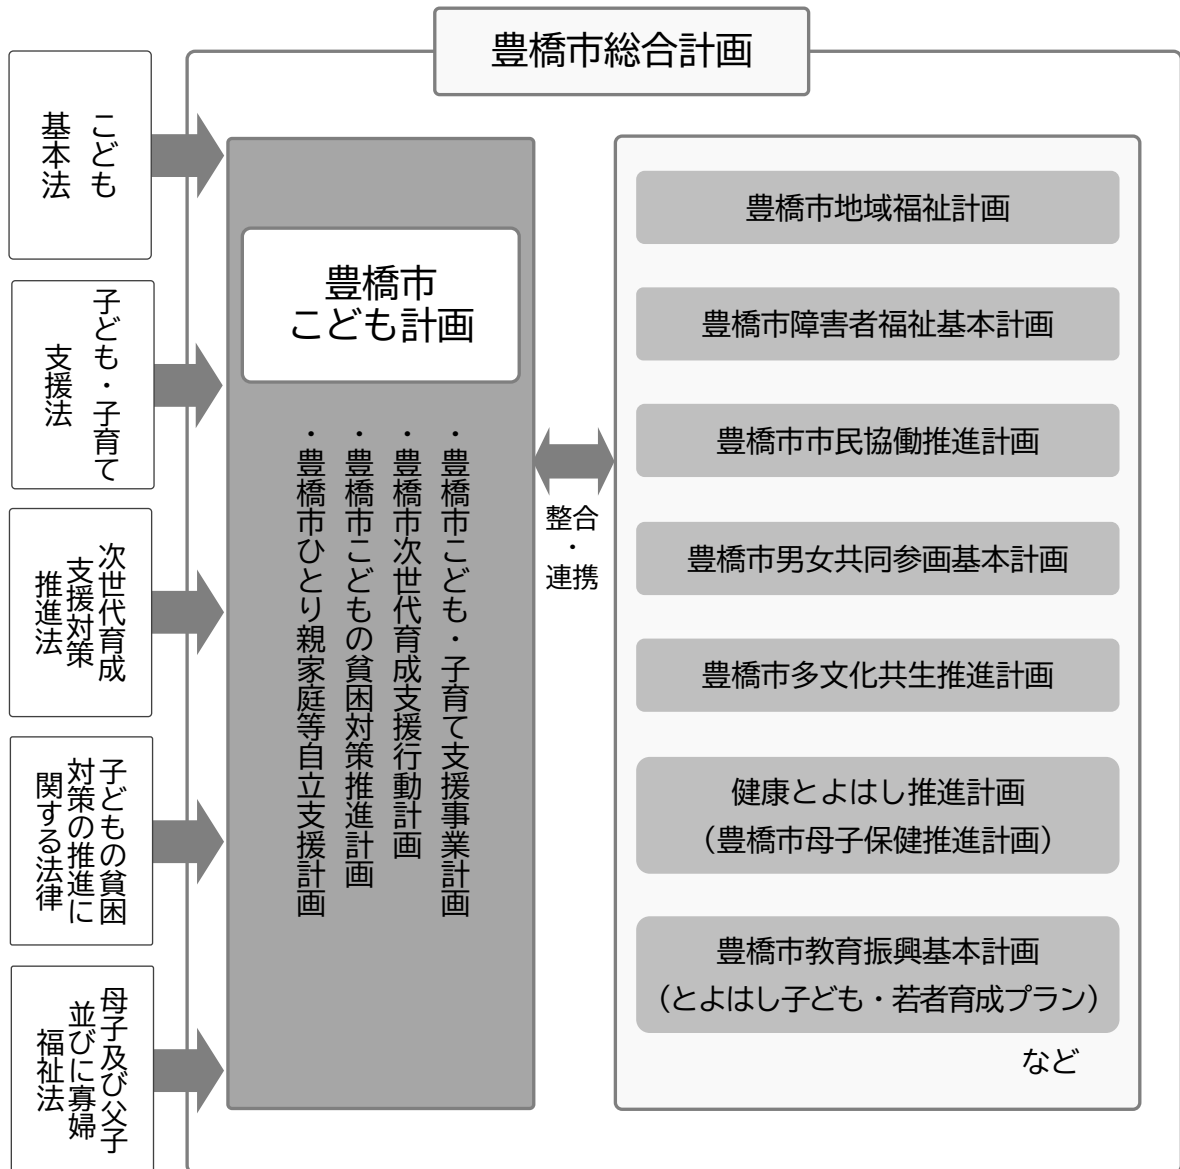 豊橋市総合計画
こども
基本法
子ども・子育て
支援法
次世代育成
支援対策
推進法
子どもの貧困
対策の推進に
関する法律
母子及び父子
並びに寡婦
福祉法
豊橋市
こども計画
・豊橋市こども・子育て支援事業計画
・豊橋市次世代育成支援行動計画
・豊橋市こどもの貧困対策推進計画
・豊橋市ひとり親家庭等自立支援計画
整合
・
連携
豊橋市地域福祉計画
豊橋市障害者福祉基本計画
豊橋市市民協働推進計画
豊橋市男女共同参画基本計画
豊橋市多文化共生推進計画
健康とよはし推進計画
（豊橋市母子保健推進計画）
豊橋市教育振興基本計画
（とよはし子ども・若者育成プラン）
など